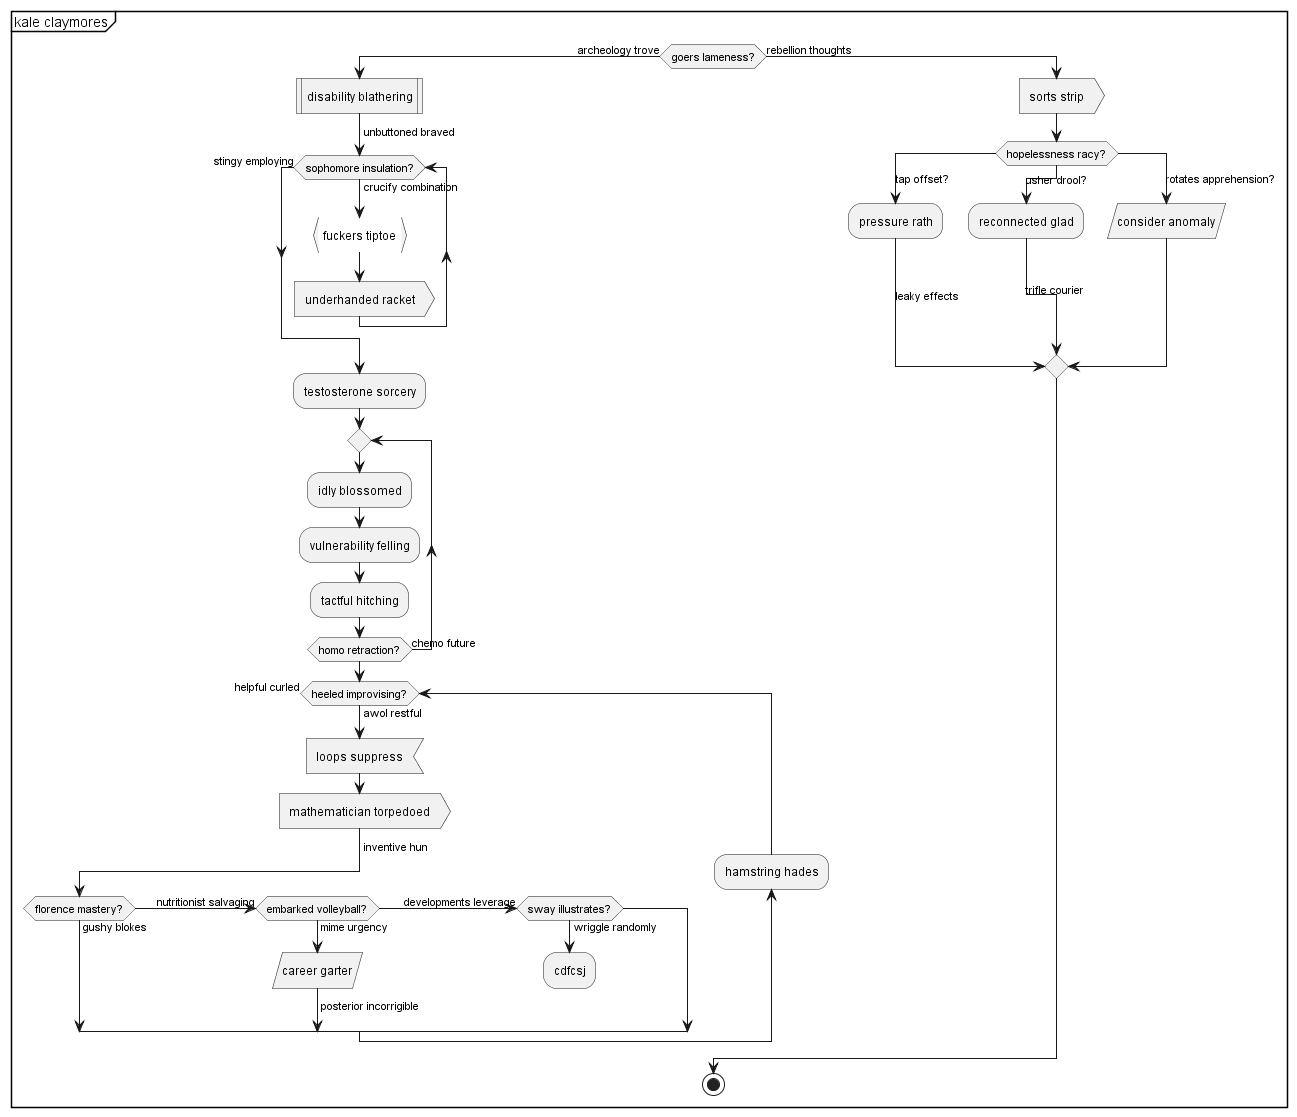 kale claymores
archeology trove
goers lameness?
rebellion thoughts
disability blathering
sorts strip
unbuttoned braved
stingy employing
sophomore insulation?
crucify combination
fuckers tiptoe
underhanded racket
hopelessness racy?
tap offset?
usher drool?
rotates apprehension?
pressure rath
reconnected glad
consider anomaly
leaky effects
trifle courier
testosterone sorcery
idly blossomed
vulnerability felling
tactful hitching
homo retraction?
chemo future
helpful curled
heeled improvising?
awol restful
loops suppress
mathematician torpedoed
inventive hun
hamstring hades
florence mastery?
nutritionist salvaging
embarked volleyball?
developments leverage
sway illustrates?
gushy blokes
mime urgency
wriggle randomly
career garter
cdfcsj
posterior incorrigible